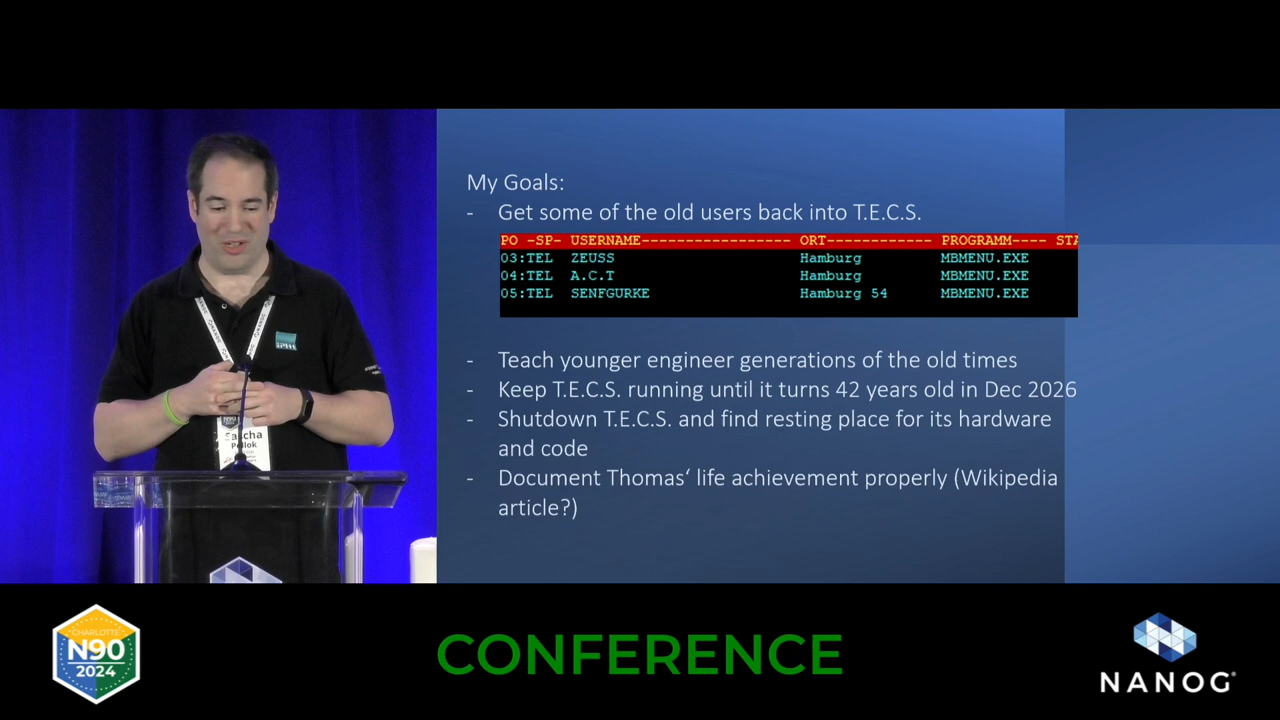 My Goals:
- Get some of the old users back into T.E.C.S.
PO -SP- USERNAME----------------- ORT------------ PROGRAMM---- STA
03:TEL ZEUSS Hamburg MBMENU.EXE
04:TEL A.C.T Hamburg MBMENU.EXE
05:TEL SENFGURKE Hamburg 54 MBMENU.EXE
- Teach younger engineer generations of the old times
- Keep T.E.C.S. running until it turns 42 years old in Dec 2026
- Shutdown T.E.C.S. and find resting place for its hardware
and code
- Document Thomas‘ life achievement properly (Wikipedia
article?)
N90
Sascha
Pollok
CHARLOTTE
N90
2024
CONFERENCE
NANOG®